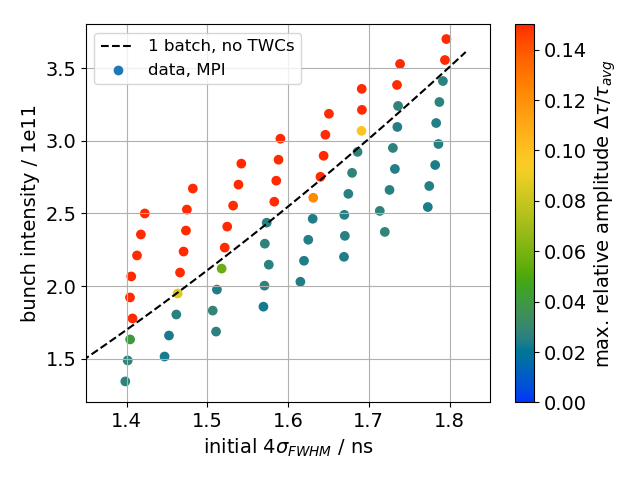 1 batch, no TWCs
data, MPI
bunch intensity / 1e11
3.5
3.0
2.5
2.0
1.5
1.4 1.5 1.6 1.7 1.8
initial 4σ_FWHM / ns
0.14
0.12
0.10
0.08
0.06
0.04
0.02
0.00
max. relative amplitude Δτ/τ_avg